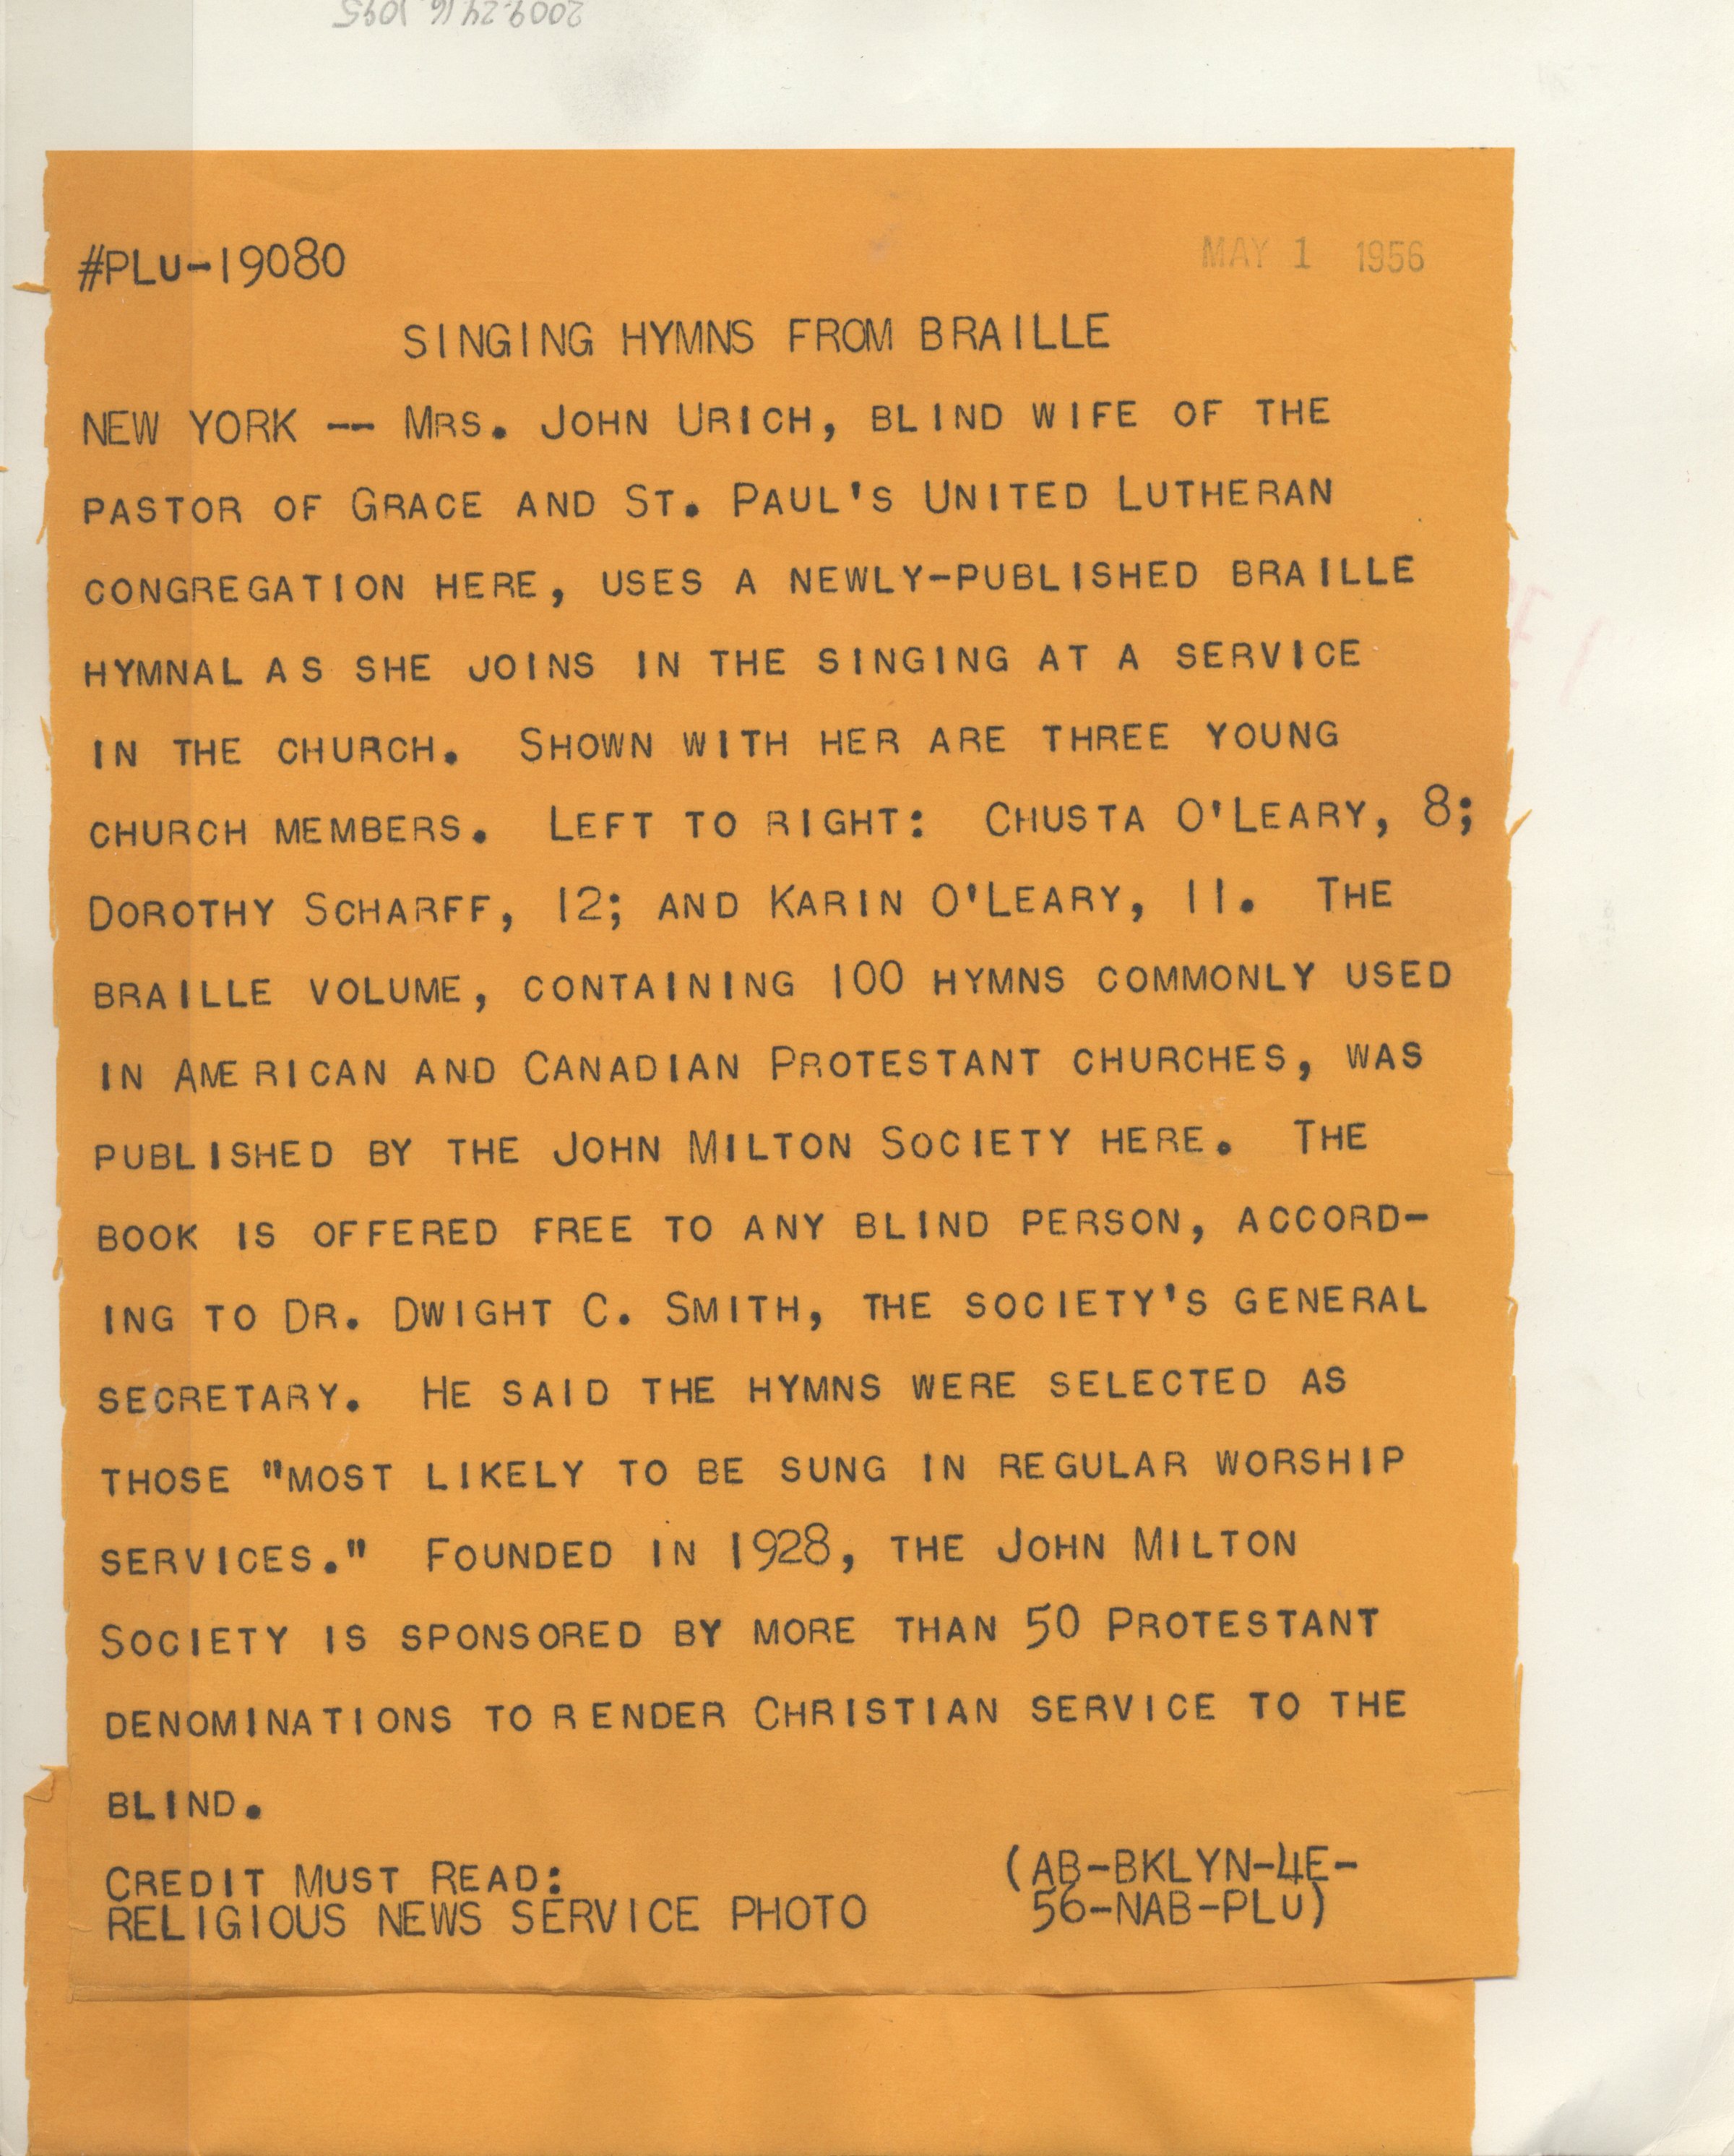 2009.24.16.1095
#PLU-19080
MAY 1 1956
SINGING HYMNS FROM BRAILLE
NEW YORK -- MRS. JOHN URICH, BLIND WIFE OF THE
PASTOR OF GRACE AND ST. PAUL'S UNITED LUTHERAN
CONGREGATION HERE, USES A NEWLY-PUBLISHED BRAILLE
HYMNAL AS SHE JOINS IN THE SINGING AT A SERVICE
IN THE CHURCH. SHOWN WITH HER ARE THREE YOUNG
CHURCH MEMBERS. LEFT TO RIGHT: CHUSTA O'LEARY, 8;
DOROTHY SCHARFF, 12; AND KARIN O'LEARY, 11. THE
BRAILLE VOLUME, CONTAINING 100 HYMNS COMMONLY USED
IN AMERICAN AND CANADIAN PROTESTANT CHURCHES, WAS
PUBLISHED BY THE JOHN MILTON SOCIETY HERE. THE
BOOK IS OFFERED FREE TO ANY BLIND PERSON, ACCORD-
ING TO DR. DWIGHT C. SMITH, THE SOCIETY'S GENERAL
SECRETARY. HE SAID THE HYMNS WERE SELECTED AS
THOSE "MOST LIKELY TO BE SUNG IN REGULAR WORSHIP
SERVICES." FOUNDED IN 1928, THE JOHN MILTON
SOCIETY IS SPONSORED BY MORE THAN 50 PROTESTANT
DENOMINATIONS TO RENDER CHRISTIAN SERVICE TO THE
BLIND.
CREDIT MUST READ:
RELIGIOUS NEWS SERVICE PHOTO
(AB-BKLYN-4E-
56-NAB-PLU)